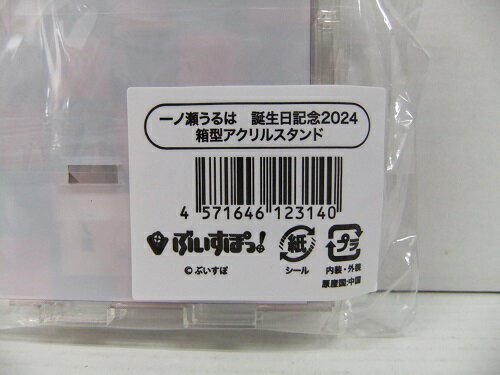 一ノ瀬うるは 誕生日記念2024
箱型アクリルスタンド
4 571646 123140
ぶいすぽっ!
紙
プラ
©ぶいすぽ
シール
内装・外装
原産国:中国